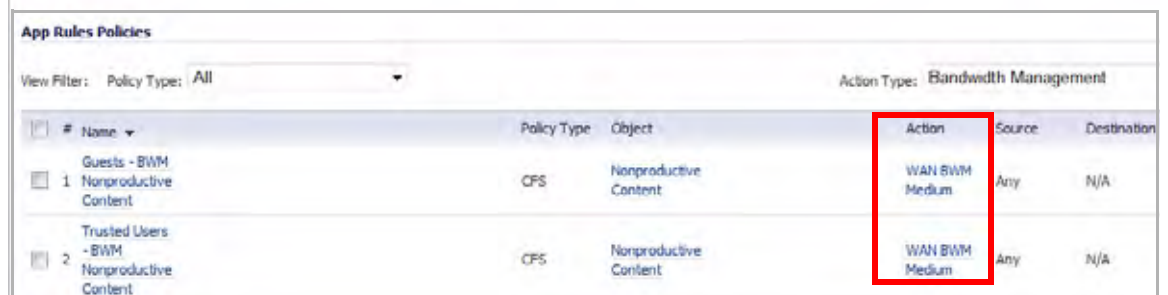 App Rules Policies
View Filter: Policy Type: All Action Type: Bandwidth Management
# Name Policy Type Object Action Source Destination
1 Guests - BWM Nonproductive Content CFS Nonproductive Content WAN BWM Medium Any N/A
2 Trusted Users - BWM Nonproductive Content CFS Nonproductive Content WAN BWM Medium Any N/A